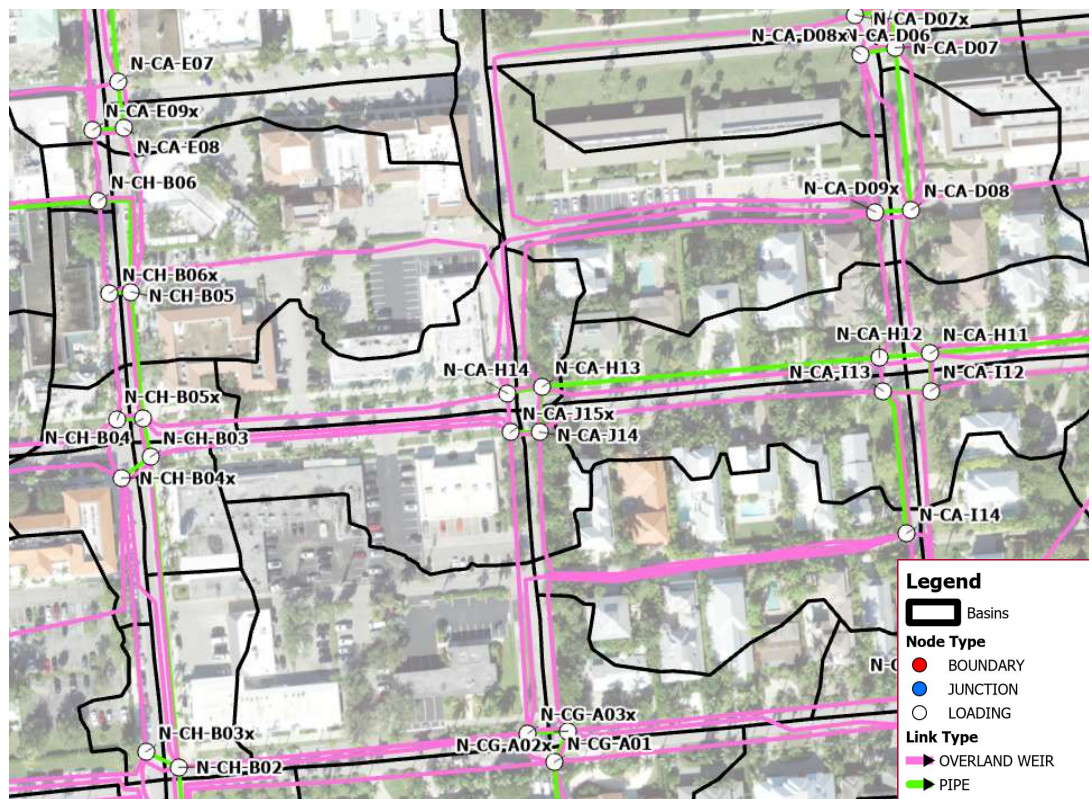 N-CA-D07x
N-CA-D08x
N-CA-D06
N-CA-D07
N-CA-E07
N-CA-E09x
N-CA-E08
N-CH-B06
N-CA-D09x
N-CA-D08
N-CH-B06x
N-CH-B05
N-CA-H12
N-CA-H11
N-CA-H14
N-CA-H13
N-CA-I13
N-CA-I12
N-CH-B05x
N-CA-J15x
N-CH-B04
N-CH-B03
N-CA-J14
N-CH-B04x
N-CA-I14
Legend
Basins
Node Type
BOUNDARY
JUNCTION
LOADING
Link Type
OVERLAND WEIR
PIPE
N-CG-A03x
N-CH-B03x
N-CG-A02x
N-CG-A01
N-CH-B02